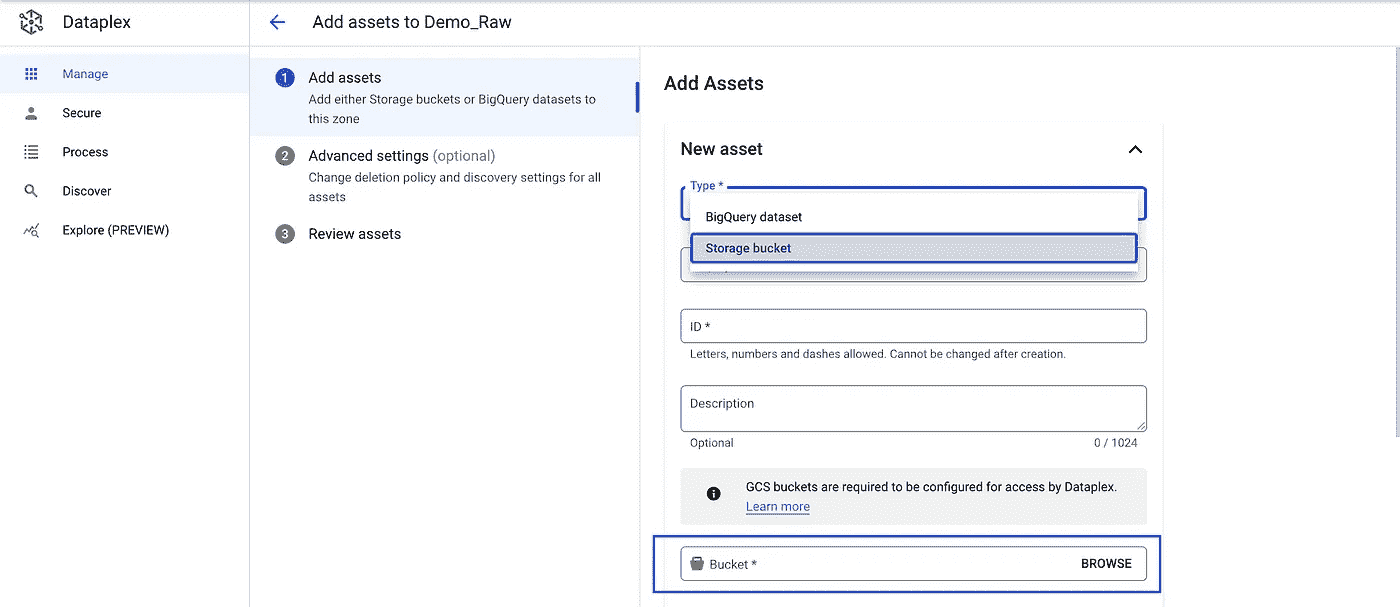 Dataplex
Add assets to Demo_Raw
Manage
Secure
Process
Discover
Explore (PREVIEW)
1 Add assets
Add either Storage buckets or BigQuery datasets to
this zone
2 Advanced settings (optional)
Change deletion policy and discovery settings for all
assets
3 Review assets
Add Assets
New asset
Type *
BigQuery dataset
Storage bucket
ID *
Letters, numbers and dashes allowed. Cannot be changed after creation.
Description
Optional 0 / 1024
GCS buckets are required to be configured for access by Dataplex.
Learn more
Bucket * BROWSE